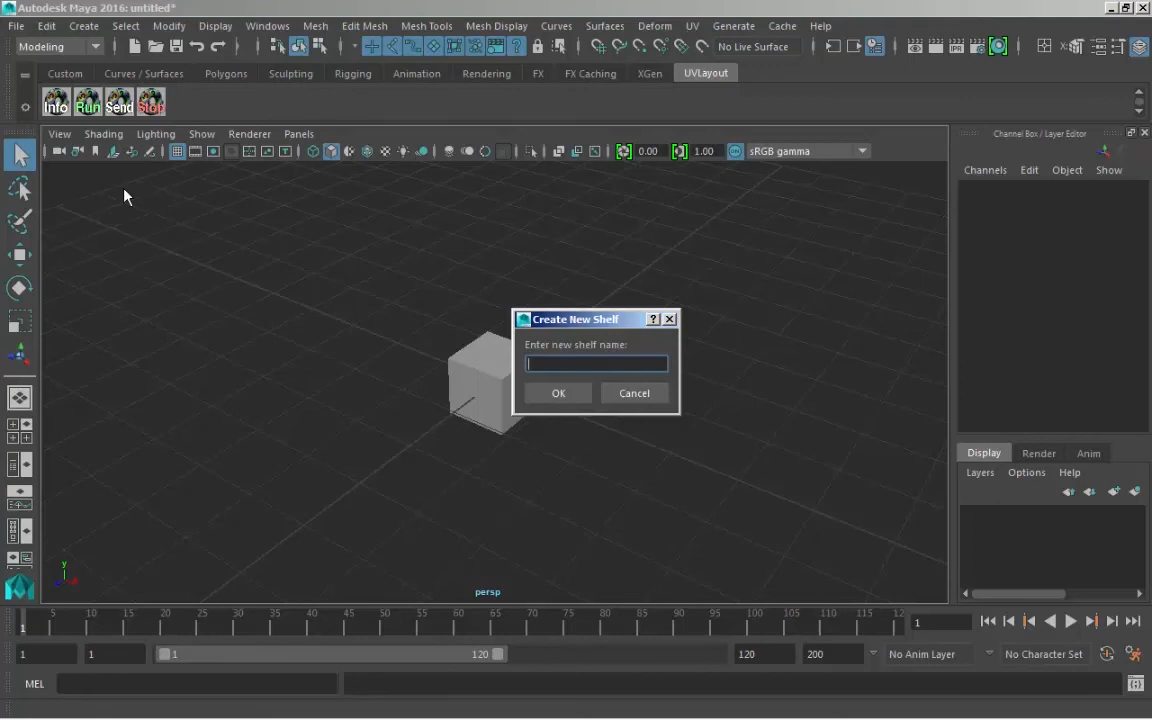 Autodesk Maya 2016: untitled*
File Edit Create Select Modify Display Windows Mesh Edit Mesh Mesh Tools Mesh Display Curves Surfaces Deform UV Generate Cache Help
Modeling
No Live Surface
IPR
Custom Curves / Surfaces Polygons Sculpting Rigging Animation Rendering FX FX Caching XGen UVLayout
Info Run Send Stop
View Shading Lighting Show Renderer Panels
0.00 1.00 sRGB gamma
Channel Box / Layer Editor
Channels Edit Object Show
Create New Shelf
Enter new shelf name:
OK Cancel
Display Render Anim
Layers Options Help
y
persp
5 10 15 20 25 30 35 40 45 50 55 60 65 70 75 80 85 90 95 100 105 110 115 12
1
1
1 1 1 120 120 200 No Anim Layer No Character Set
MEL